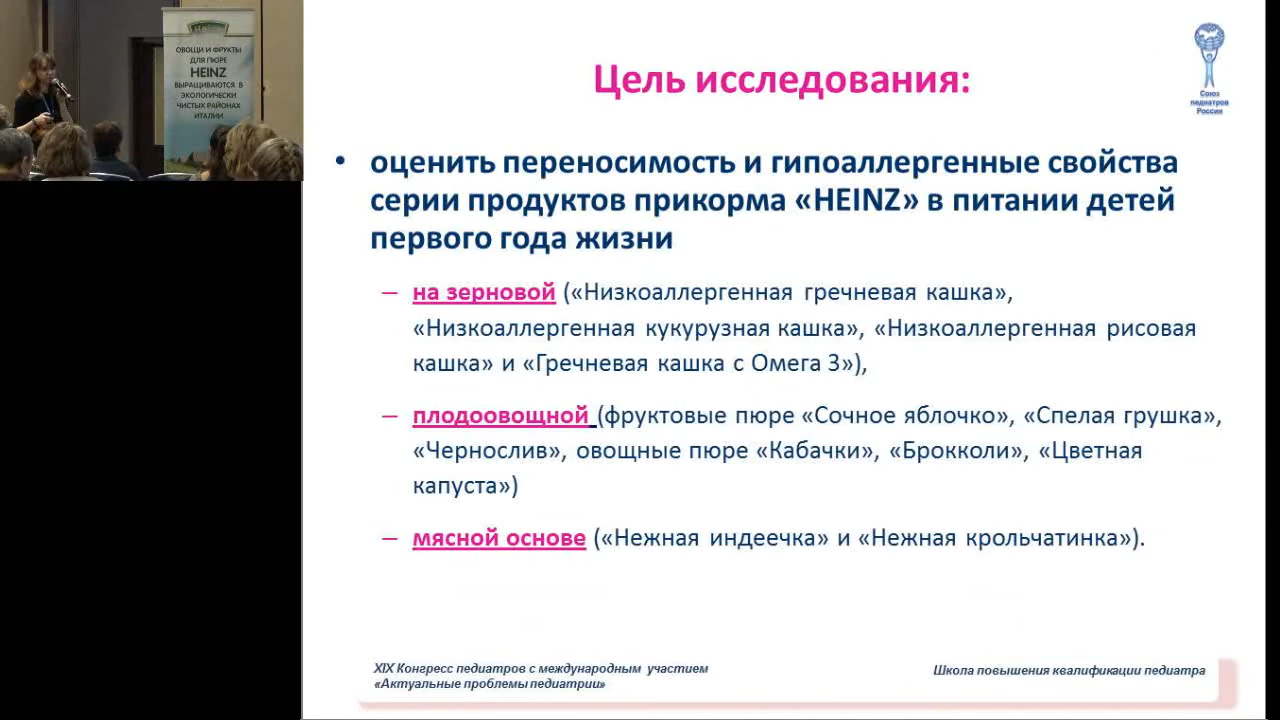 ОВОЩИ И ФРУКТЫ
ДЛЯ ПЮРЕ
HEINZ
ВЫРАЩИВАЮТСЯ В
ЭКОЛОГИЧЕСКИ
ЧИСТЫХ РАЙОНАХ
ИТАЛИИ
Цель исследования:
Союз
педиатров
России
• оценить переносимость и гипоаллергенные свойства
серии продуктов прикорма «HEINZ» в питании детей
первого года жизни
– на зерновой («Низкоаллергенная гречневая кашка»,
«Низкоаллергенная кукурузная кашка», «Низкоаллергенная рисовая
кашка» и «Гречневая кашка с Омега 3»),
– плодоовощной (фруктовые пюре «Сочное яблочко», «Спелая грушка»,
«Чернослив», овощные пюре «Кабачки», «Брокколи», «Цветная
капуста»)
– мясной основе («Нежная индеечка» и «Нежная крольчатинка»).
XIX Конгресс педиатров с международным участием
«Актуальные проблемы педиатрии»
Школа повышения квалификации педиатра